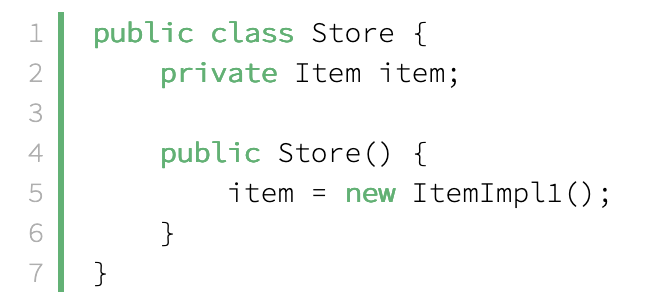 1 public class Store {
2     private Item item;
3
4     public Store() {
5         item = new ItemImpl1();
6     }
7 }